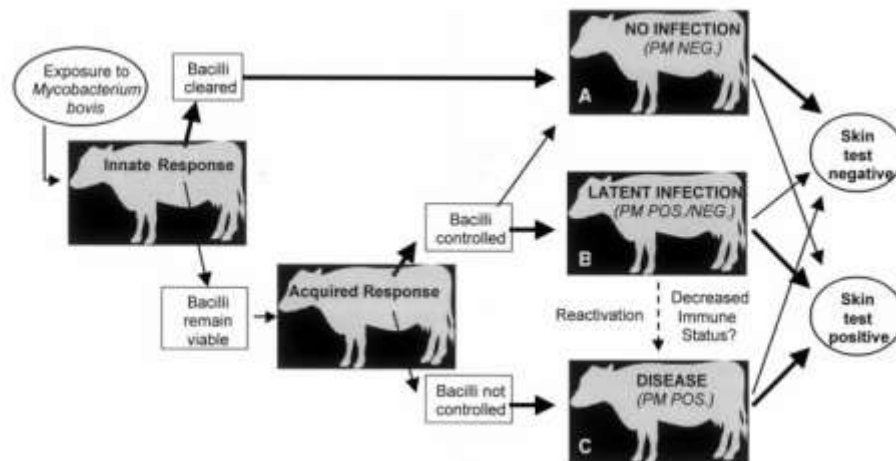 Exposure to
Mycobacterium
bovis
Bacilli
cleared
Innate Response
Bacilli
remain
viable
Acquired Response
Bacilli
controlled
Bacilli not
controlled
NO INFECTION
(PM NEG.)
A
LATENT INFECTION
(PM POS./NEG.)
B
Reactivation
Decreased
Immune
Status?
DISEASE
(PM POS.)
C
Skin
test
negative
Skin
test
positive